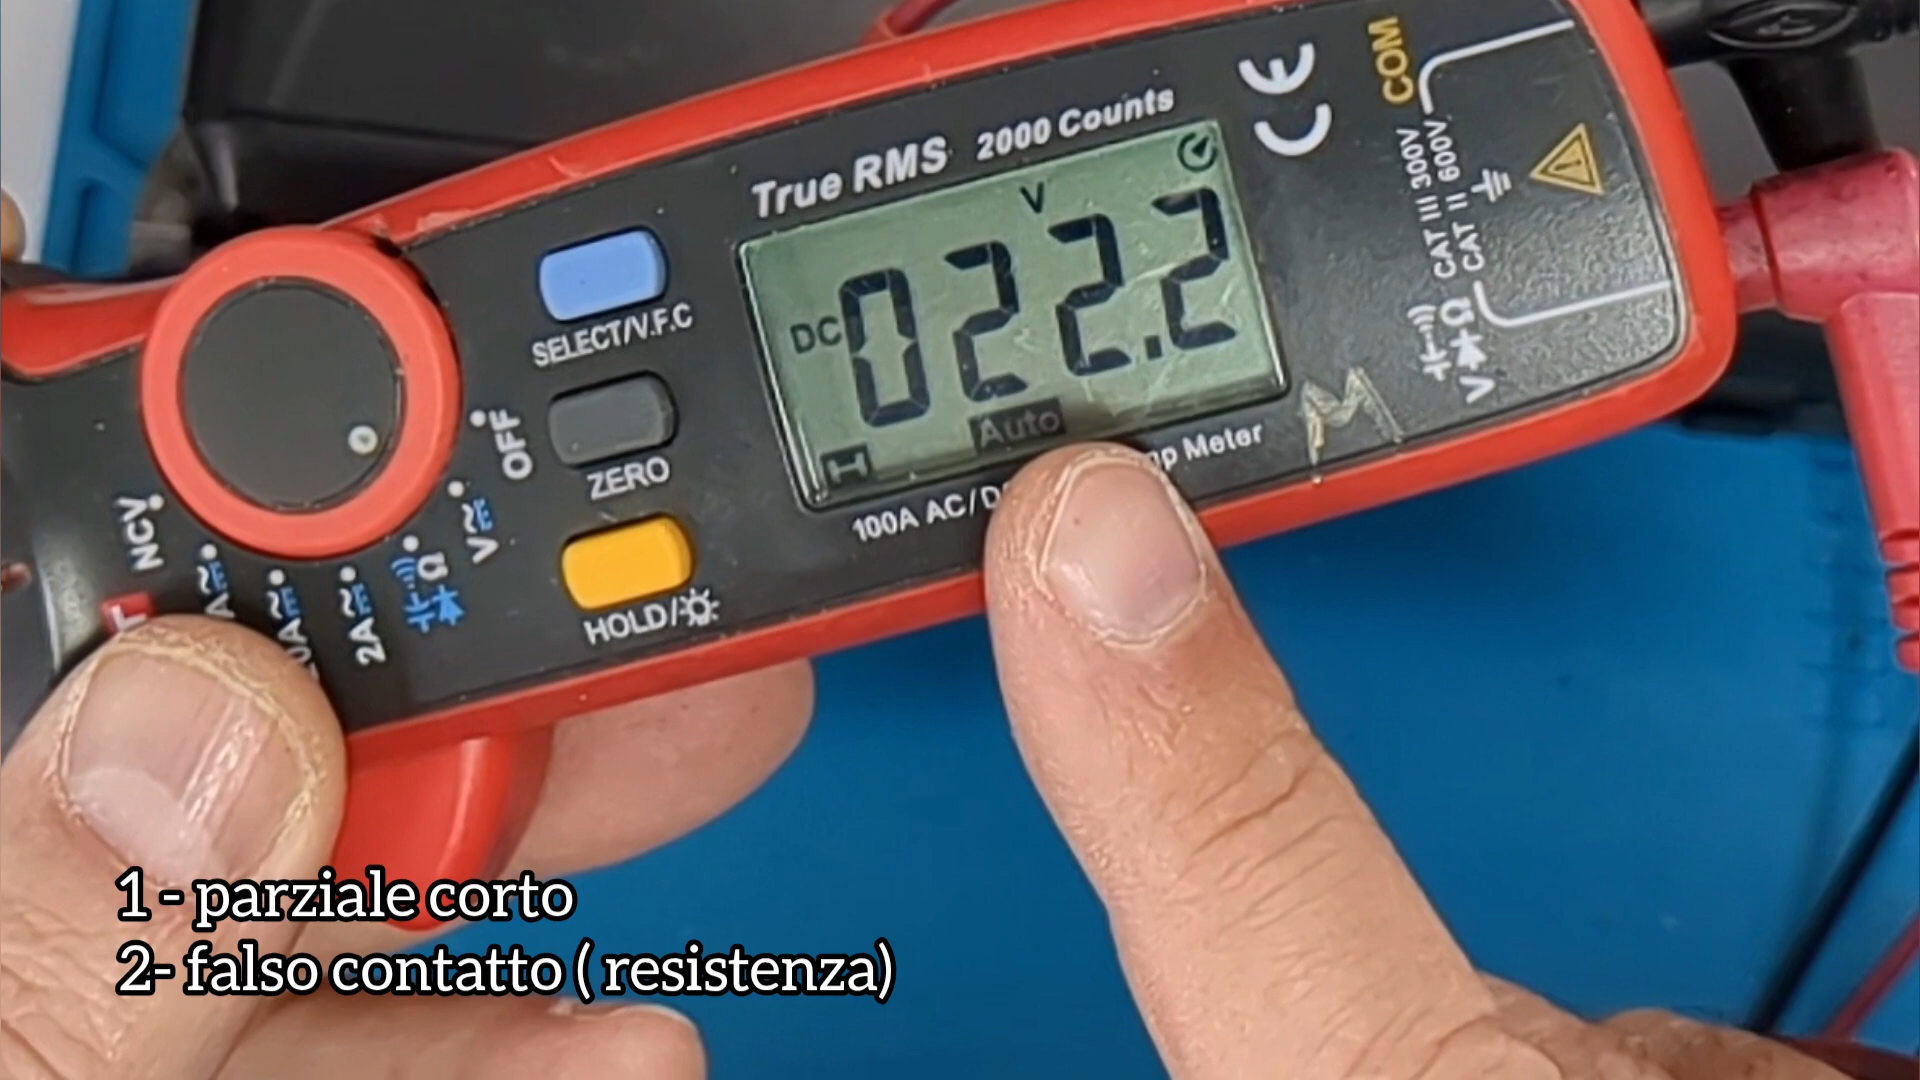 True RMS 2000 Counts
COM
SELECT/V.F.C
V
DC 022.2
Auto
H
CAT III 300V
CAT II 600V
VΩ
ZERO
OFF
M
100A AC/D
Meter
HOLD/
NCV
2A
V
Ω
1 - parziale corto
2- falso contatto ( resistenza)